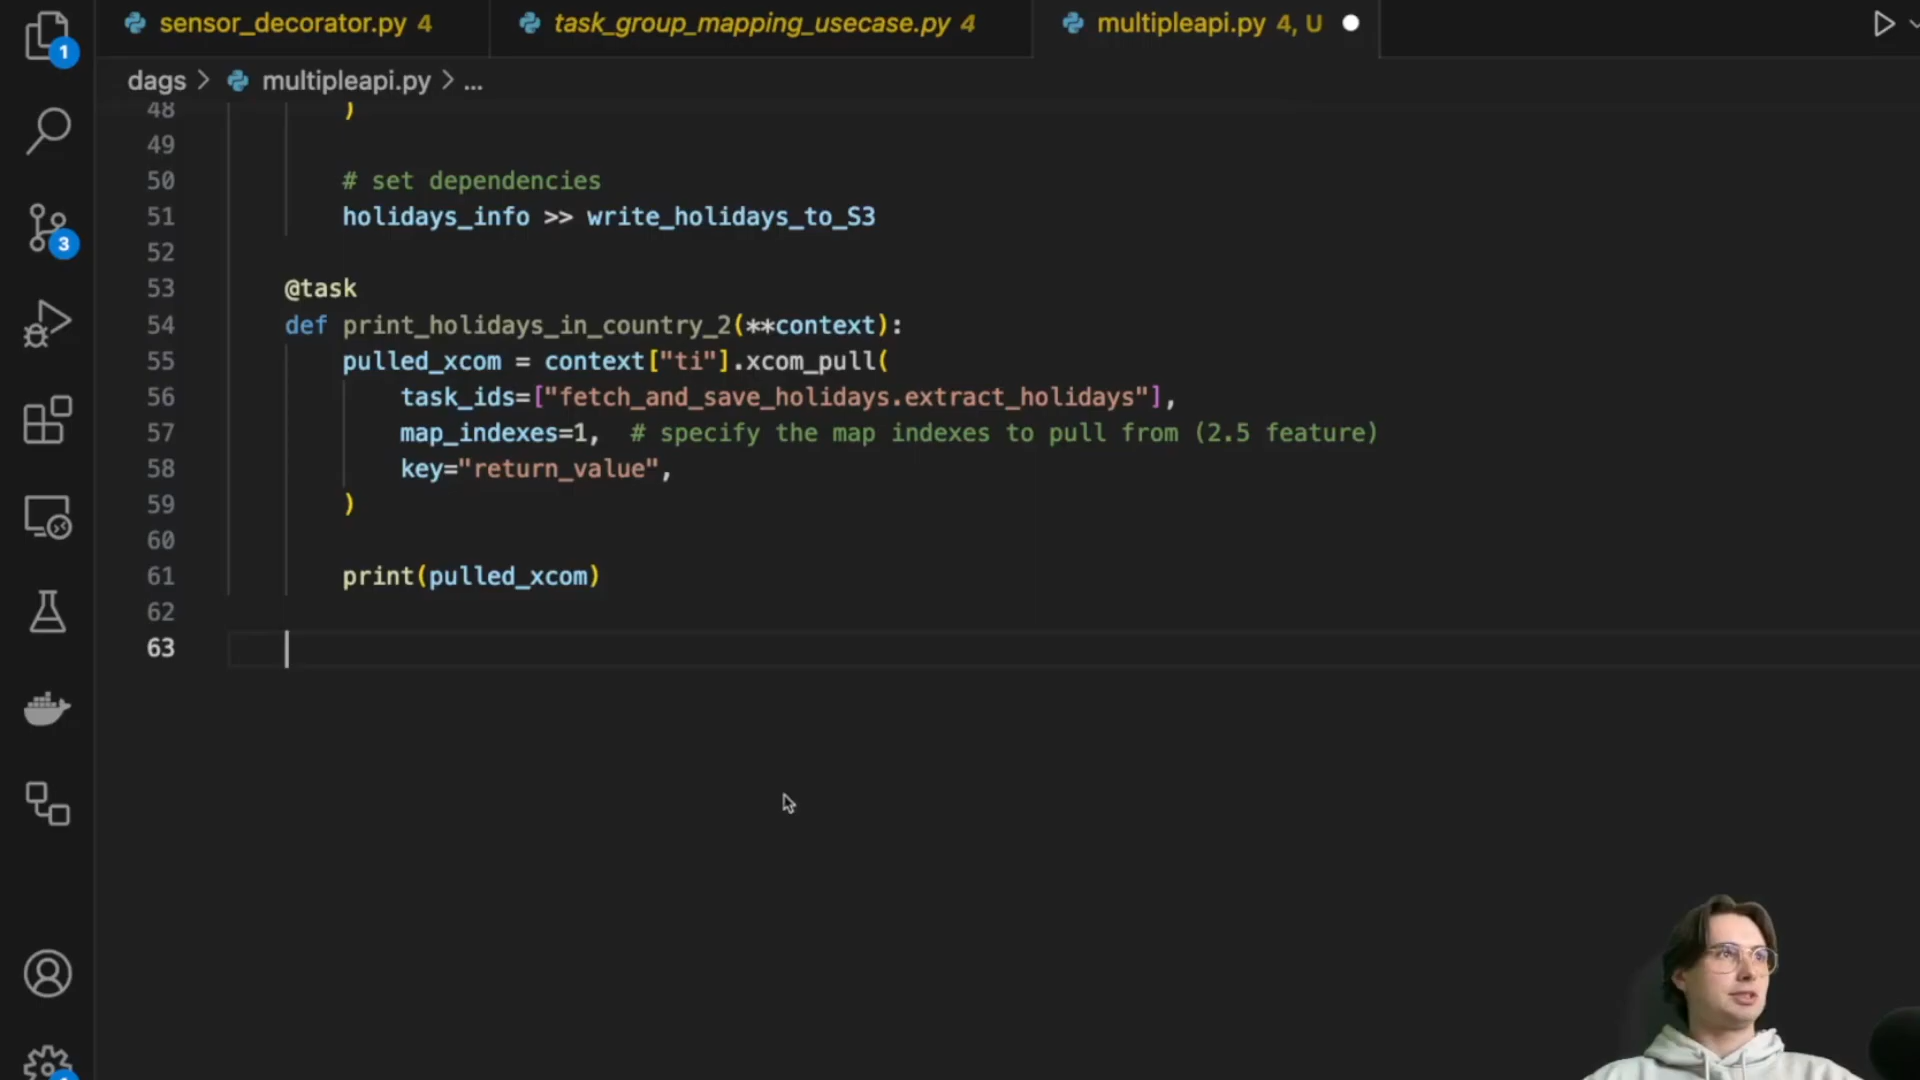 sensor_decorator.py 4
task_group_mapping_usecase.py 4
multipleapi.py 4, U
1
dags > multipleapi.py > ...
48 )
49
50 # set dependencies
51 holidays_info >> write_holidays_to_S3
52
53 @task
54 def print_holidays_in_country_2(**context):
55 pulled_xcom = context["ti"].xcom_pull(
56 task_ids=["fetch_and_save_holidays.extract_holidays"],
57 map_indexes=1, # specify the map indexes to pull from (2.5 feature)
58 key="return_value",
59 )
60
61 print(pulled_xcom)
62
63
3